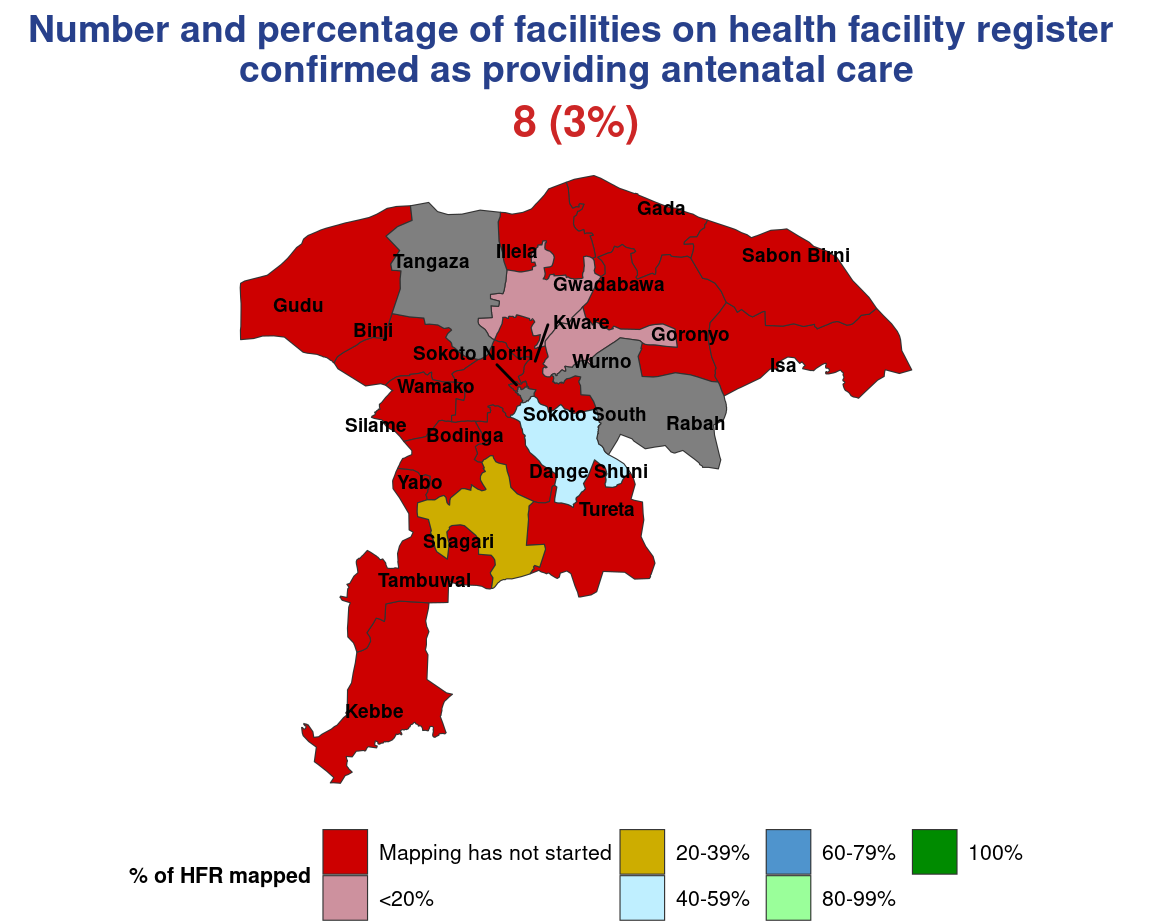 Number and percentage of facilities on health facility register
confirmed as providing antenatal care
8 (3%)
Gada
Illela
Sabon Birni
Tangaza
Gwadabawa
Gudu
Kware
Binji
Goronyo
Sokoto North
Wurno
Isa
Wamako
Sokoto South
Silame
Rabah
Bodinga
Dange Shuni
Yabo
Tureta
Shagari
Tambuwal
Kebbe
% of HFR mapped
Mapping has not started
<20%
20-39%
40-59%
60-79%
80-99%
100%